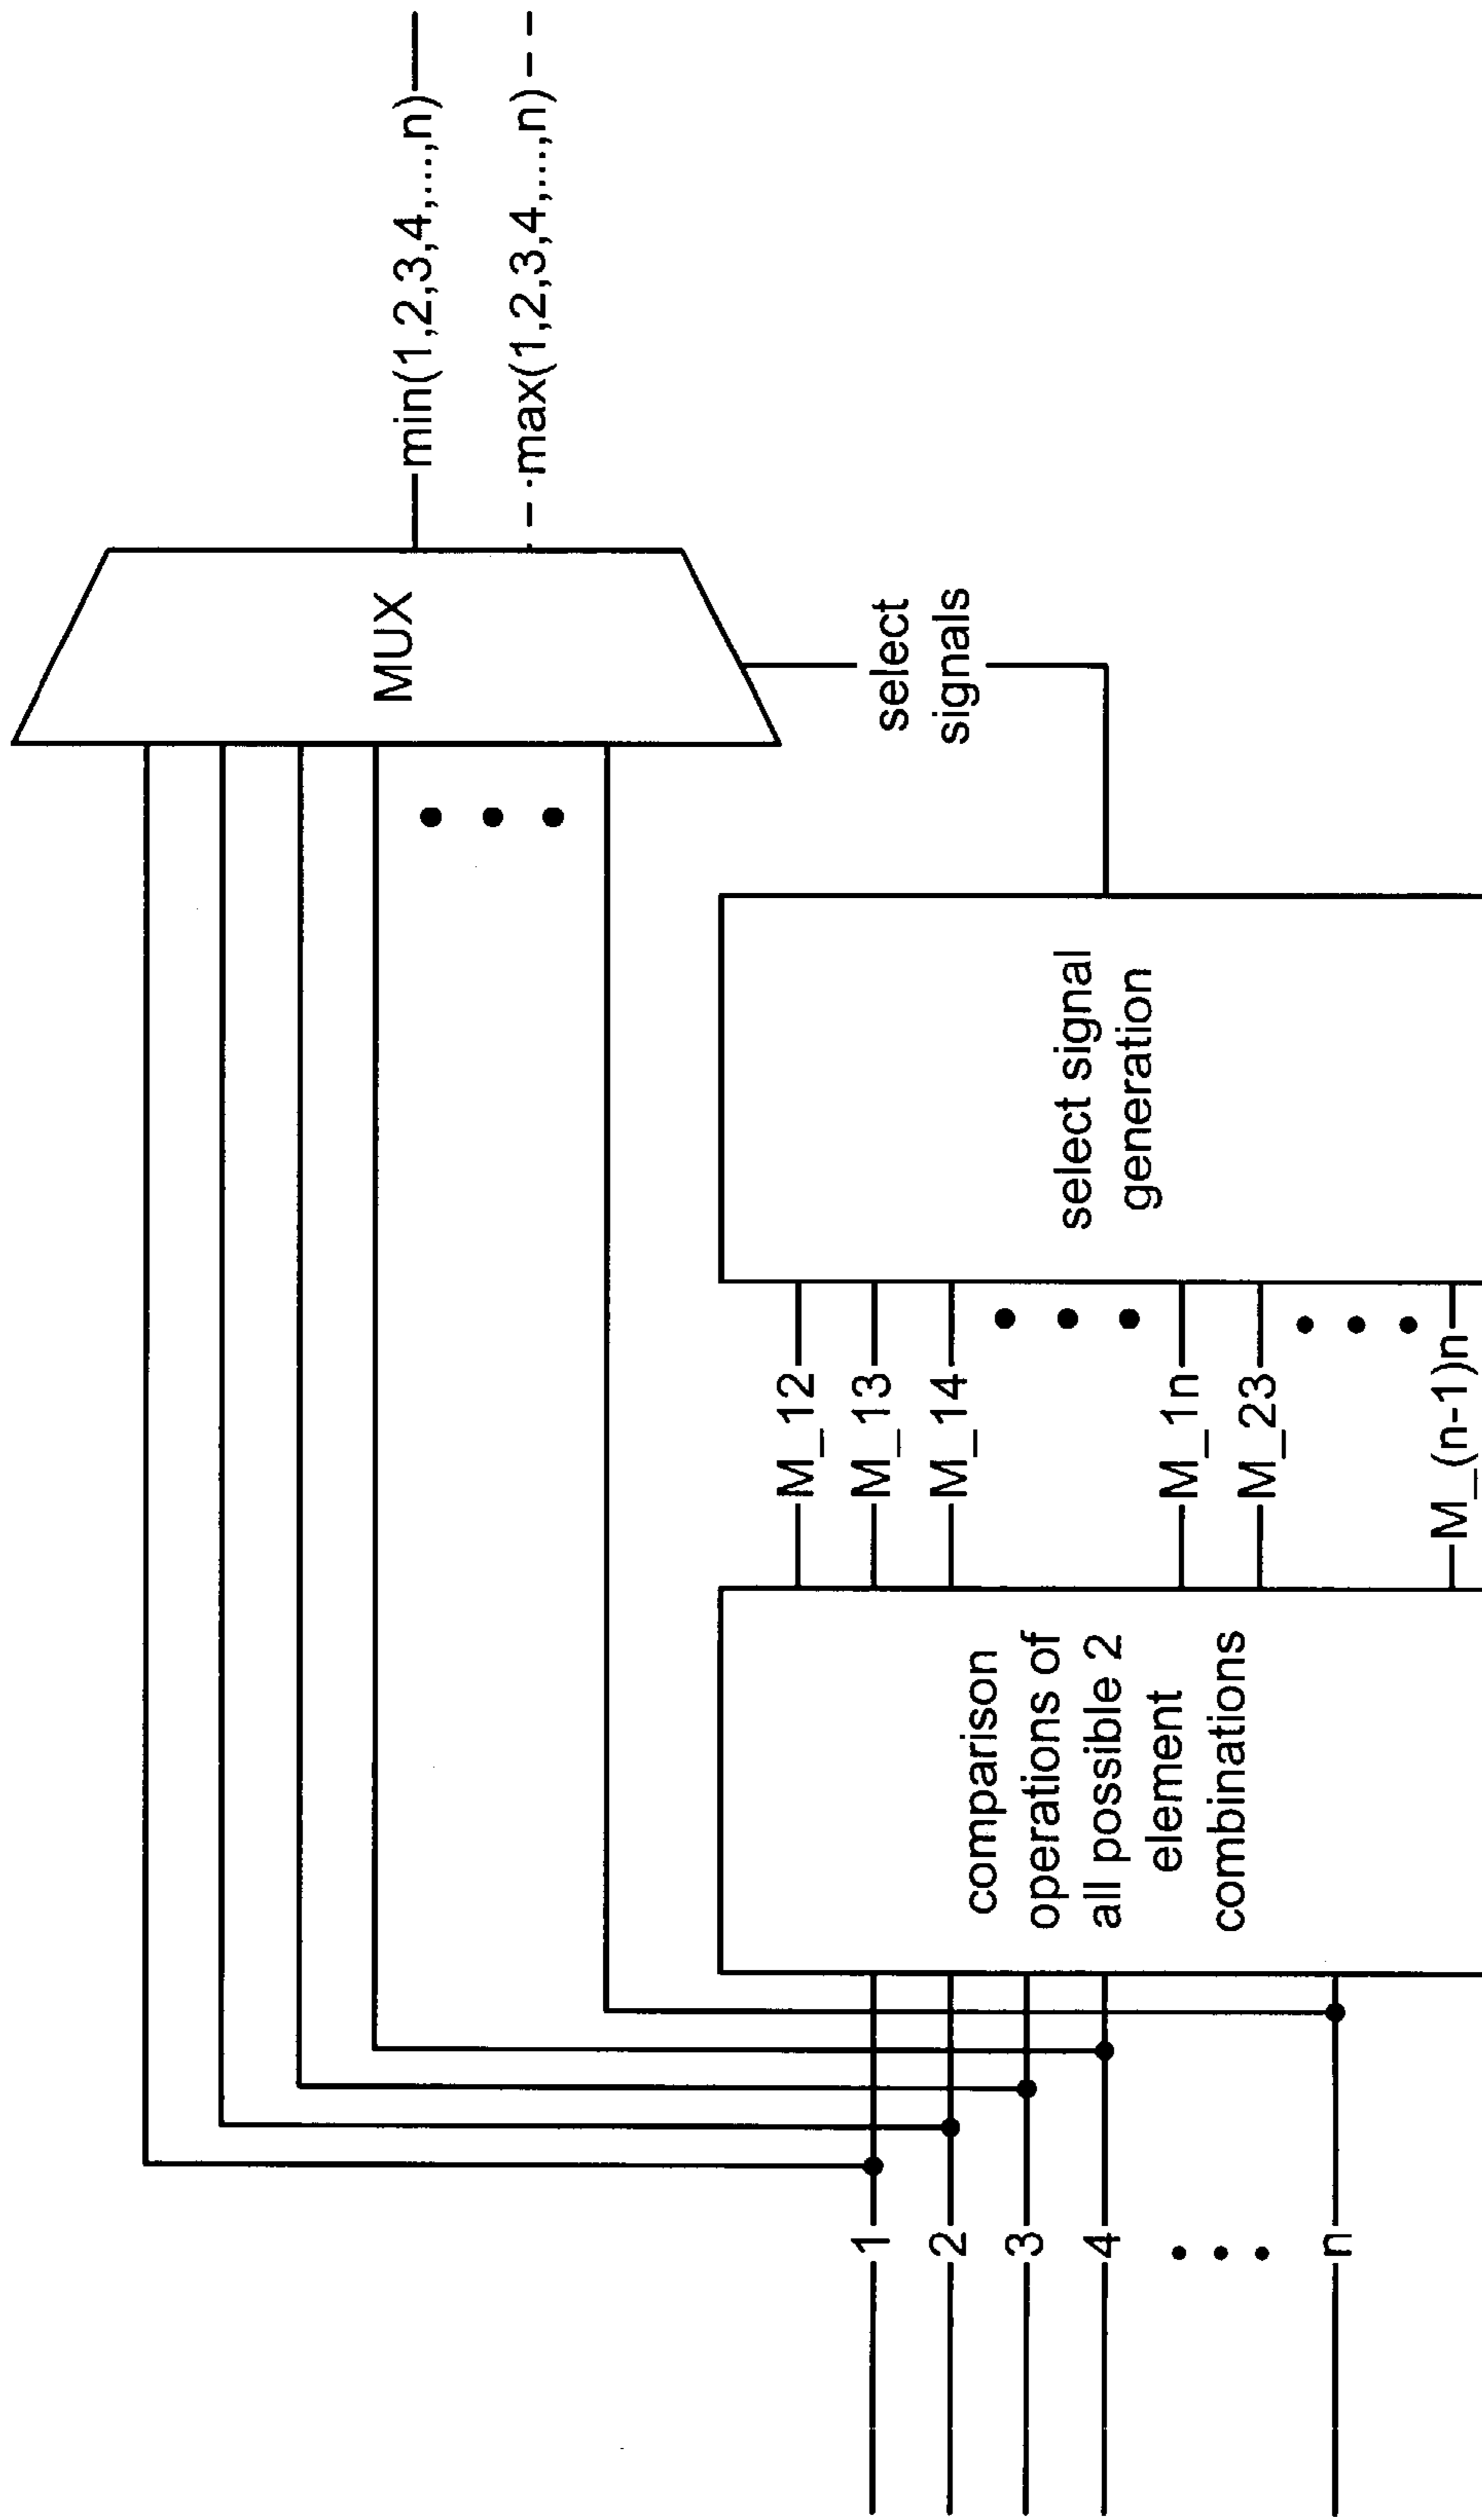 1
2
3
4
n
comparison
operations of
all possible 2
element
combinations
M_12
M_13
M_14
M_1n
M_23
M_(n-1)n
select signal
generation
select
signals
MUX
min(1,2,3,4,...,n)
max(1,2,3,4,...,n)